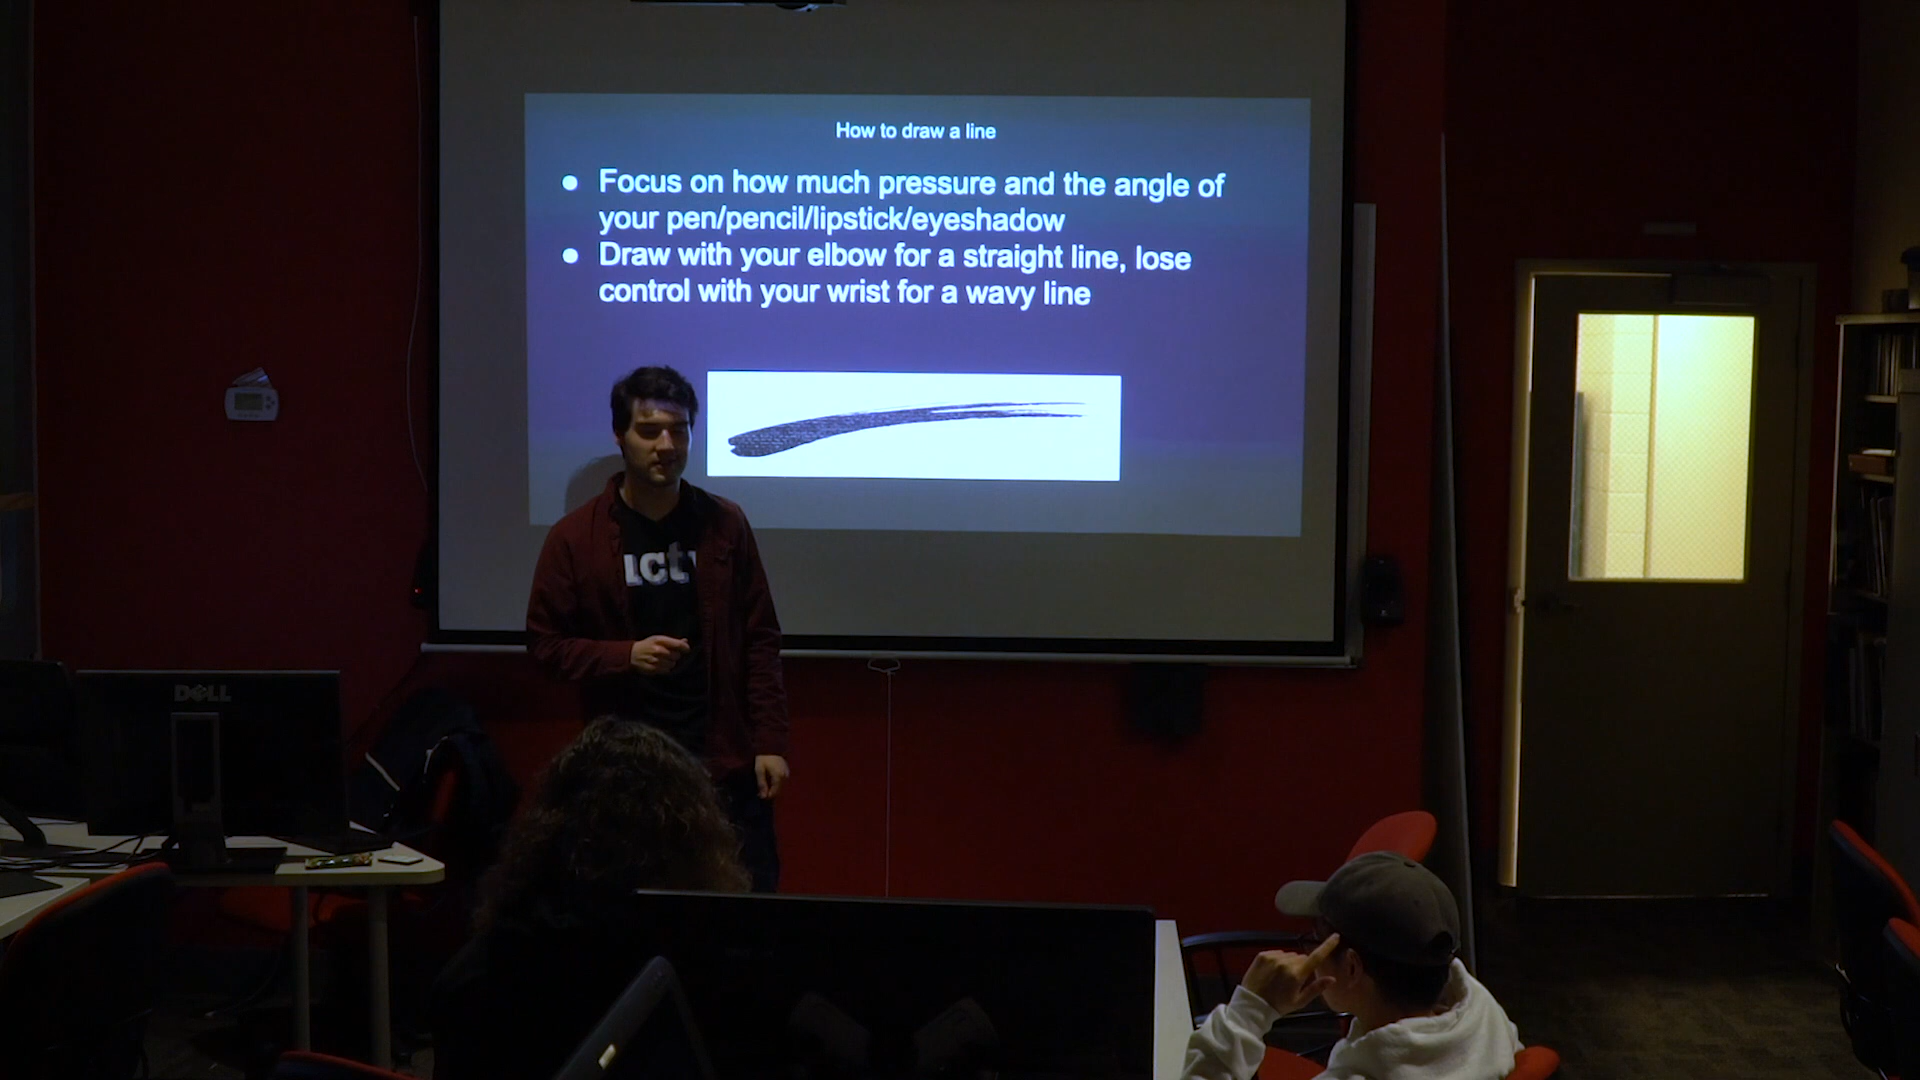 How to draw a line
● Focus on how much pressure and the angle of
your pen/pencil/lipstick/eyeshadow
● Draw with your elbow for a straight line, lose
control with your wrist for a wavy line
DELL